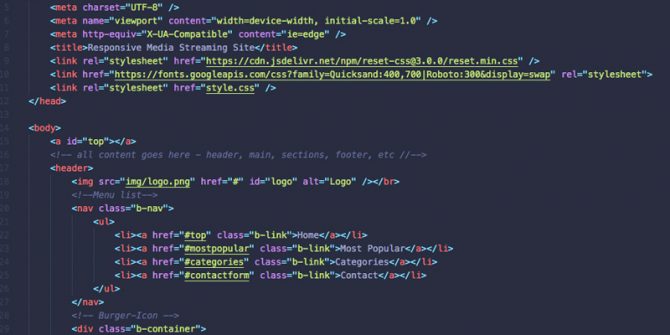 5 <meta charset="UTF-8" />
6 <meta name="viewport" content="width=device-width, initial-scale=1.0" />
7 <meta http-equiv="X-UA-Compatible" content="ie=edge" />
8 <title>Responsive Media Streaming Site</title>
9 <link rel="stylesheet" href="https://cdn.jsdelivr.net/npm/reset-css@3.0.0/reset.min.css" />
10 <link href="https://fonts.googleapis.com/css?family=Quicksand:400,700|Roboto:300&display=swap" rel="stylesheet">
11 <link rel="stylesheet" href="style.css" />
12 </head>
13
14 <body>
15 <a id="top"></a>
16 <!-- all content goes here - header, main, sections, footer, etc //-->
17 <header>
18 <img src="img/logo.png" href="#" id="logo" alt="Logo" /></br>
19 <!--Menu list-->
20 <nav class="b-nav">
21 <ul>
22 <li><a href="#top" class="b-link">Home</a></li>
23 <li><a href="#mostpopular" class="b-link">Most Popular</a></li>
24 <li><a href="#categories" class="b-link">Categories</a></li>
25 <li><a href="#contactform" class="b-link">Contact</a></li>
26 </ul>
27 </nav>
28 <!-- Burger-Icon -->
29 <div class="b-container">